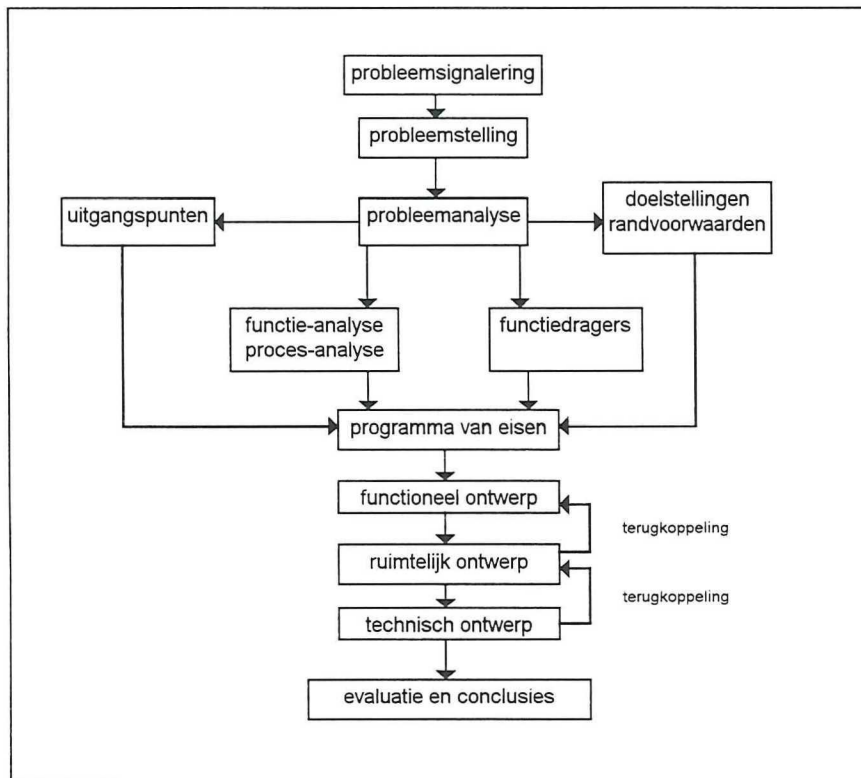 probleemsignalering
probleemstelling
uitgangspunten
probleemanalyse
doelstellingen
randvoorwaarden
functie-analyse
proces-analyse
functiedragers
programma van eisen
functioneel ontwerp
terugkoppeling
ruimtelijk ontwerp
terugkoppeling
technisch ontwerp
evaluatie en conclusies